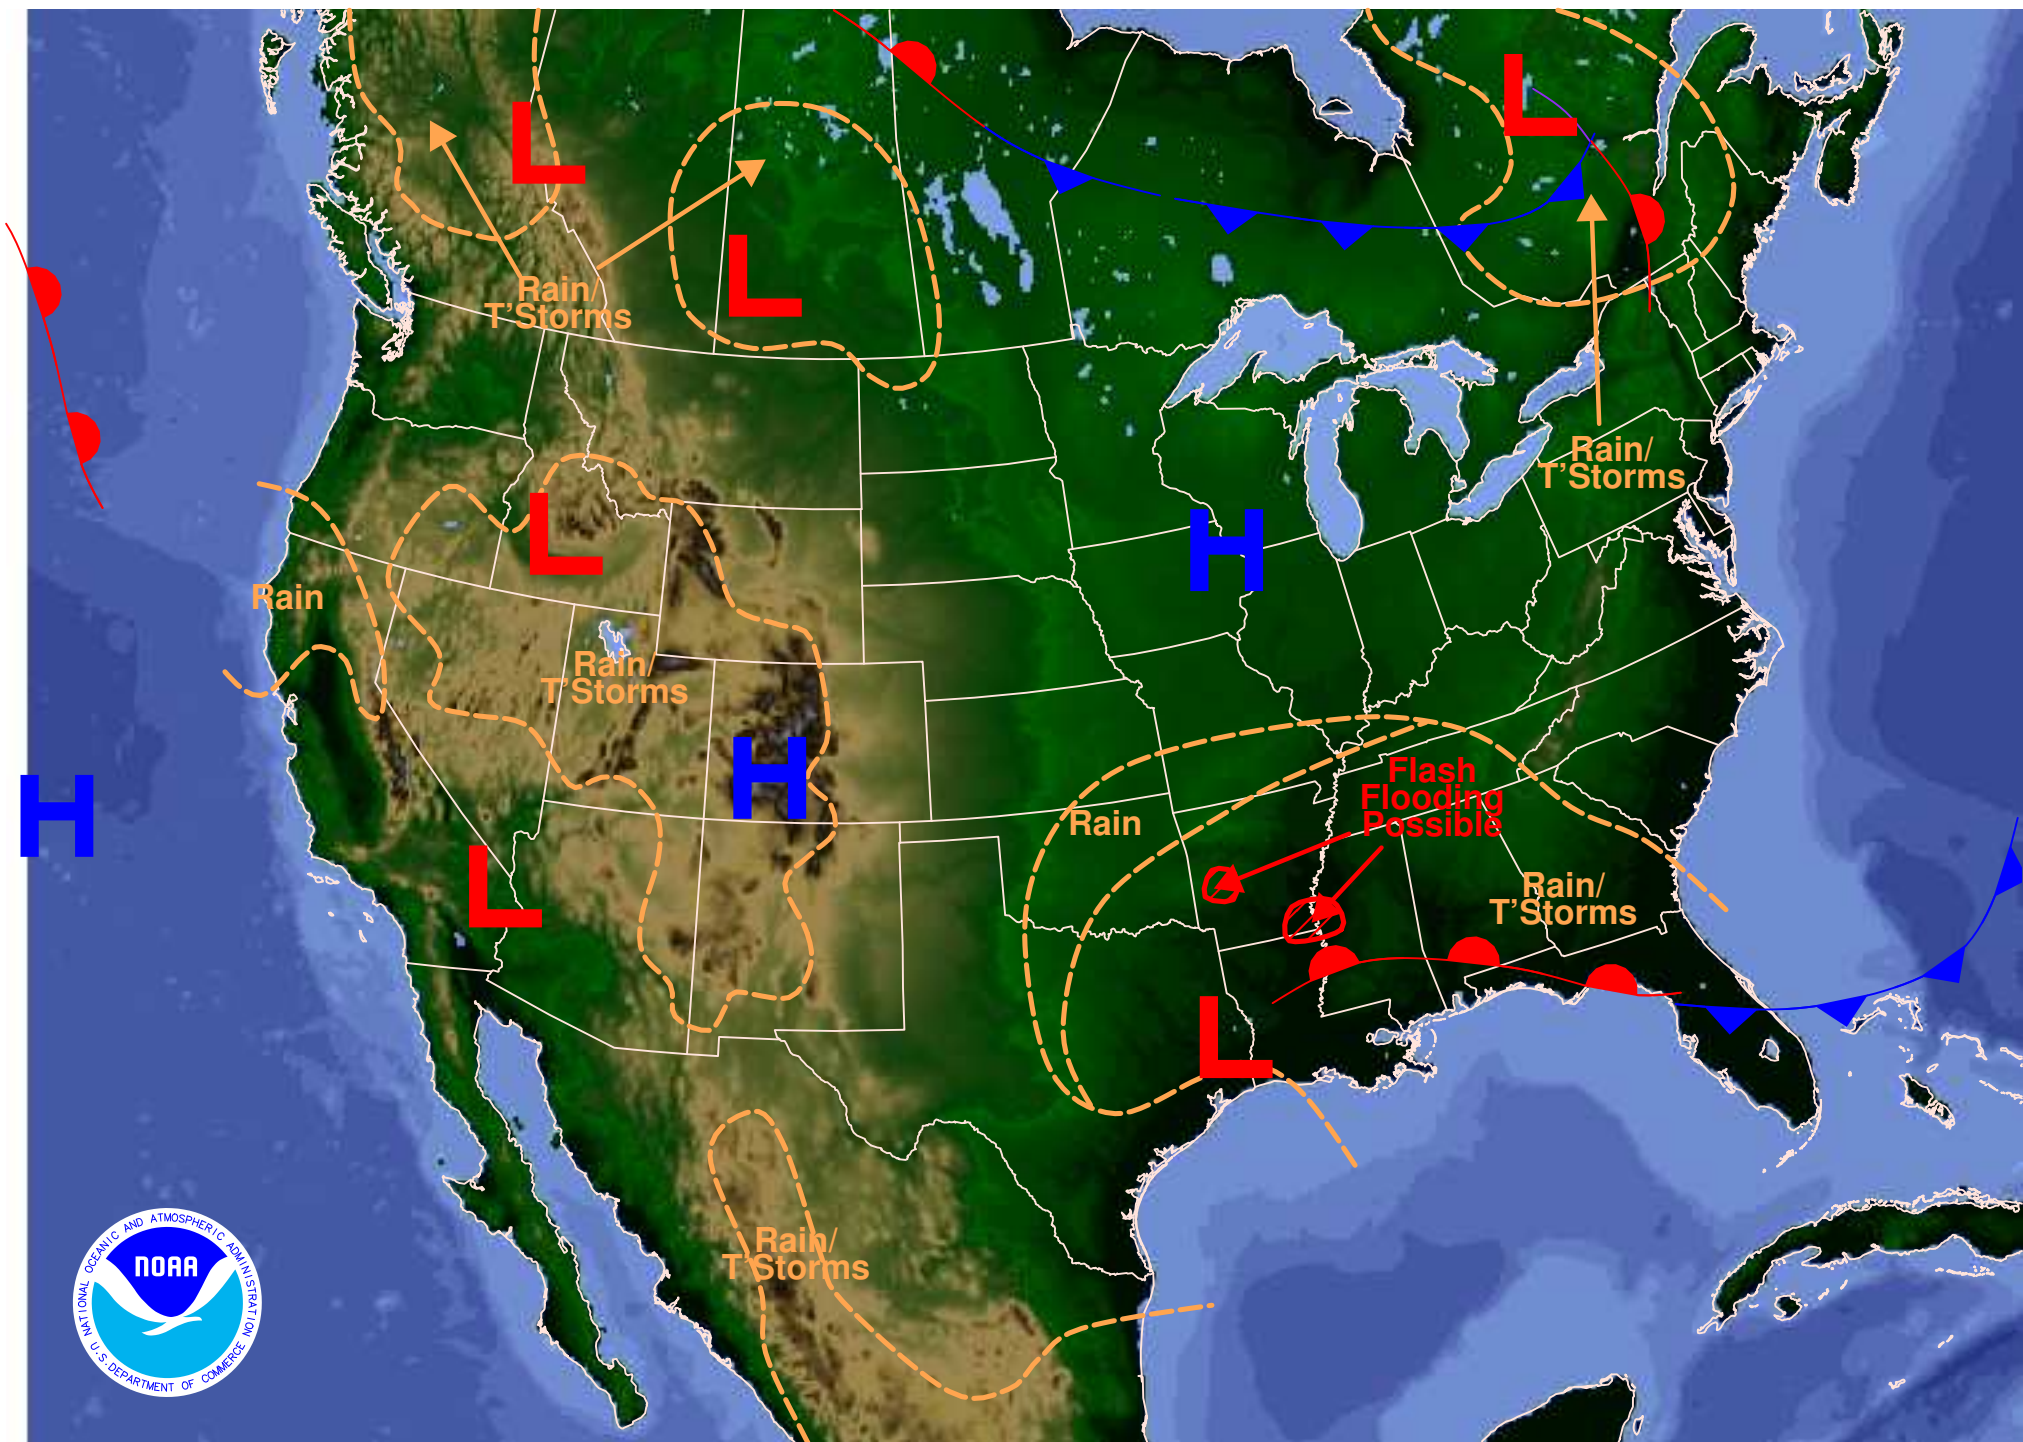 L
L
L
Rain/
T'Storms
Rain/
T'Storms
L
H
Rain
Rain/
T'Storms
H
H
Flash
Flooding
Possible
Rain
L
Rain/
T'Storms
L
Rain/
T'Storms
NATIONAL OCEANIC AND ATMOSPHERIC ADMINISTRATION
NOAA
U.S. DEPARTMENT OF COMMERCE